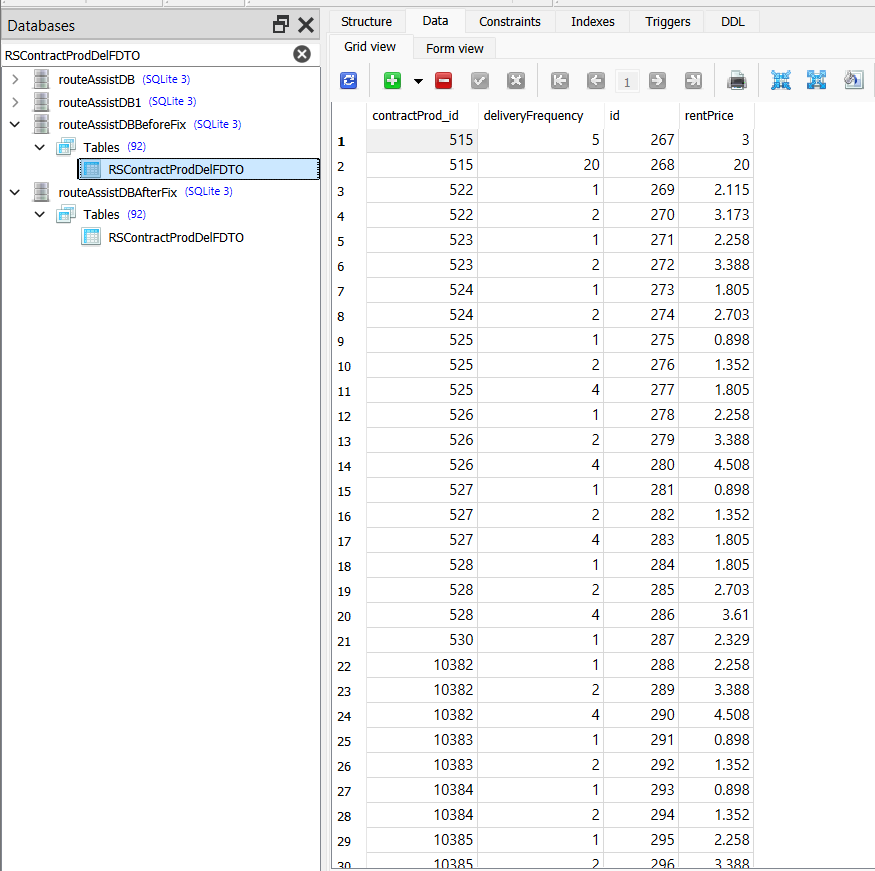 Databases
RSContractProdDelFDTO
routeAssistDB (SQLite 3)
routeAssistDB1 (SQLite 3)
routeAssistDBBeforeFix (SQLite 3)
Tables (92)
RSContractProdDelFDTO
routeAssistDBAfterFix (SQLite 3)
Tables (92)
RSContractProdDelFDTO
Structure Data Constraints Indexes Triggers DDL
Grid view Form view
1
contractProd_id deliveryFrequency id rentPrice
1 515 5 267 3
2 515 20 268 20
3 522 1 269 2.115
4 522 2 270 3.173
5 523 1 271 2.258
6 523 2 272 3.388
7 524 1 273 1.805
8 524 2 274 2.703
9 525 1 275 0.898
10 525 2 276 1.352
11 525 4 277 1.805
12 526 1 278 2.258
13 526 2 279 3.388
14 526 4 280 4.508
15 527 1 281 0.898
16 527 2 282 1.352
17 527 4 283 1.805
18 528 1 284 1.805
19 528 2 285 2.703
20 528 4 286 3.61
21 530 1 287 2.329
22 10382 1 288 2.258
23 10382 2 289 3.388
24 10382 4 290 4.508
25 10383 1 291 0.898
26 10383 2 292 1.352
27 10384 1 293 0.898
28 10384 2 294 1.352
29 10385 1 295 2.258
30 10385 2 296 3.388